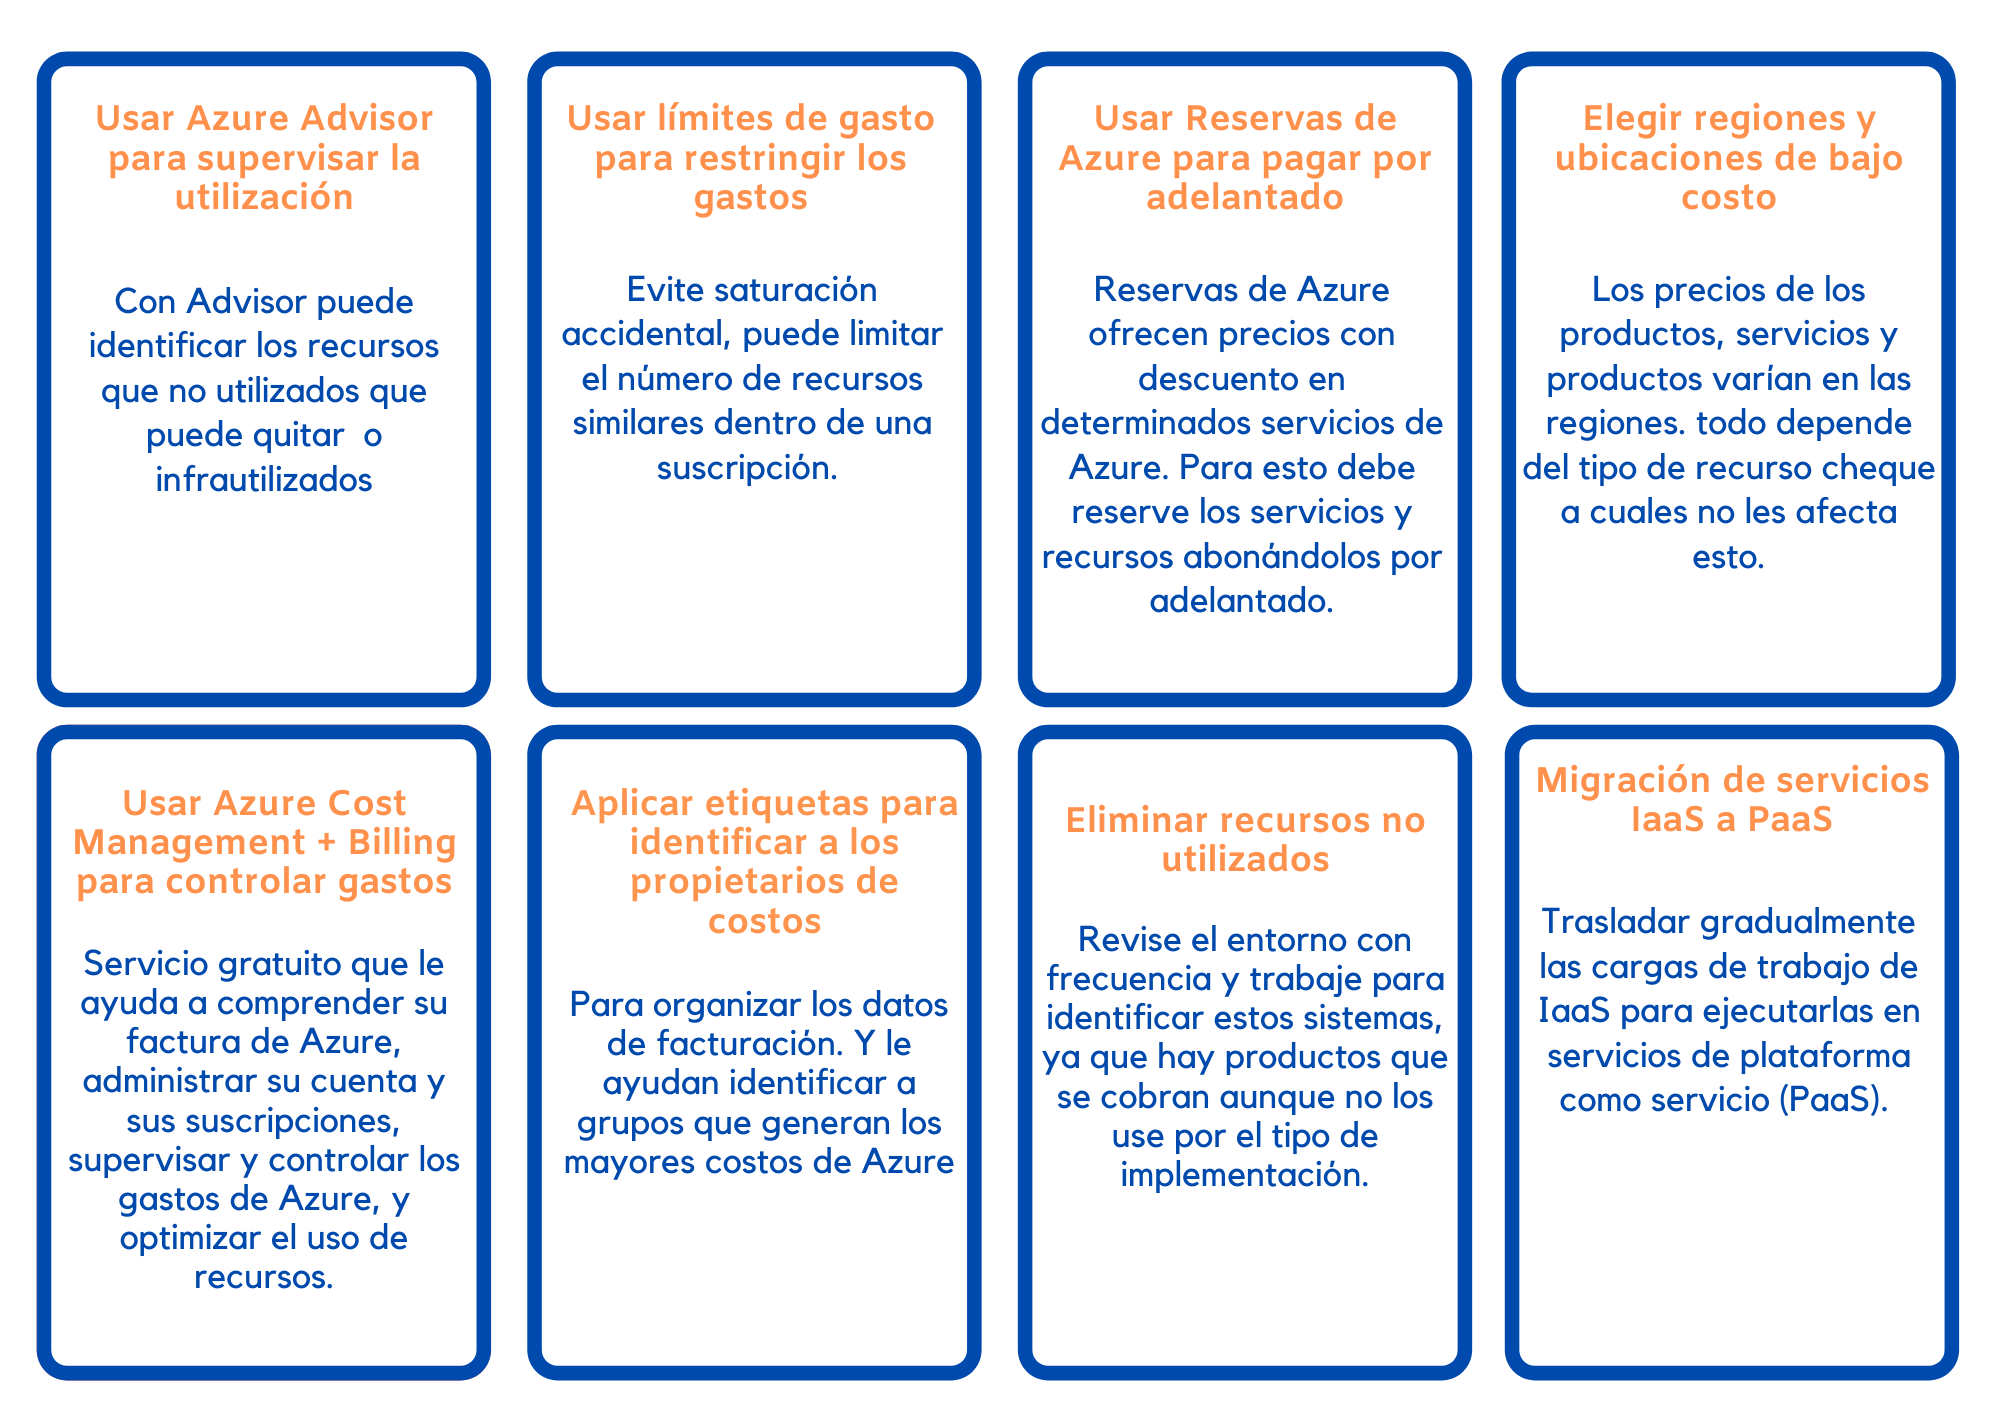 Usar Azure Advisor
para supervisar la
utilización
Con Advisor puede
identificar los recursos
que no utilizados que
puede quitar  o
infrautilizados
Usar límites de gasto
para restringir los
gastos
Evite saturación
accidental, puede limitar
el número de recursos
similares dentro de una
suscripción.
Usar Reservas de
Azure para pagar por
adelantado
Reservas de Azure
ofrecen precios con
descuento en
determinados servicios de
Azure. Para esto debe
reserve los servicios y
recursos abonándolos por
adelantado.
Elegir regiones y
ubicaciones de bajo
costo
Los precios de los
productos, servicios y
productos varían en las
regiones. todo depende
del tipo de recurso cheque
a cuales no les afecta
esto.
Usar Azure Cost
Management + Billing
para controlar gastos
Servicio gratuito que le
ayuda a comprender su
factura de Azure,
administrar su cuenta y
sus suscripciones,
supervisar y controlar los
gastos de Azure, y
optimizar el uso de
recursos.
Aplicar etiquetas para
identificar a los
propietarios de
costos
Para organizar los datos
de facturación. Y le
ayudan identificar a
grupos que generan los
mayores costos de Azure
Eliminar recursos no
utilizados
Revise el entorno con
frecuencia y trabaje para
identificar estos sistemas,
ya que hay productos que
se cobran aunque no los
use por el tipo de
implementación.
Migración de servicios
IaaS a PaaS
Trasladar gradualmente
las cargas de trabajo de
IaaS para ejecutarlas en
servicios de plataforma
como servicio (PaaS).